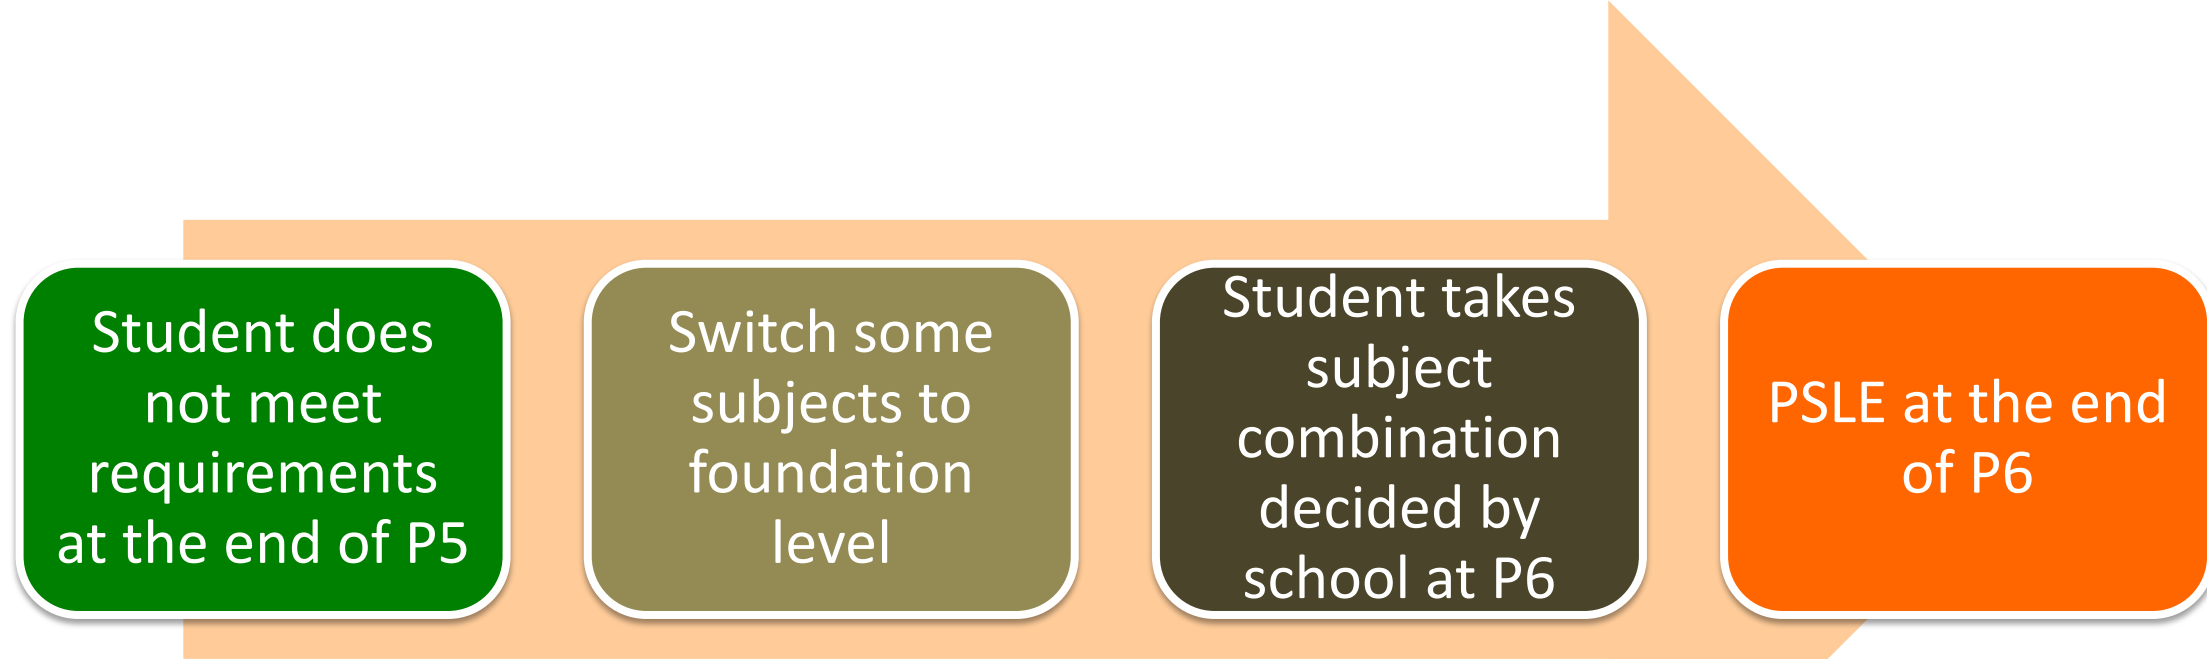 Student does
not meet
requirements
at the end of P5
Switch some
subjects to
foundation
level
Student takes
subject
combination
decided by
school at P6
PSLE at the end
of P6